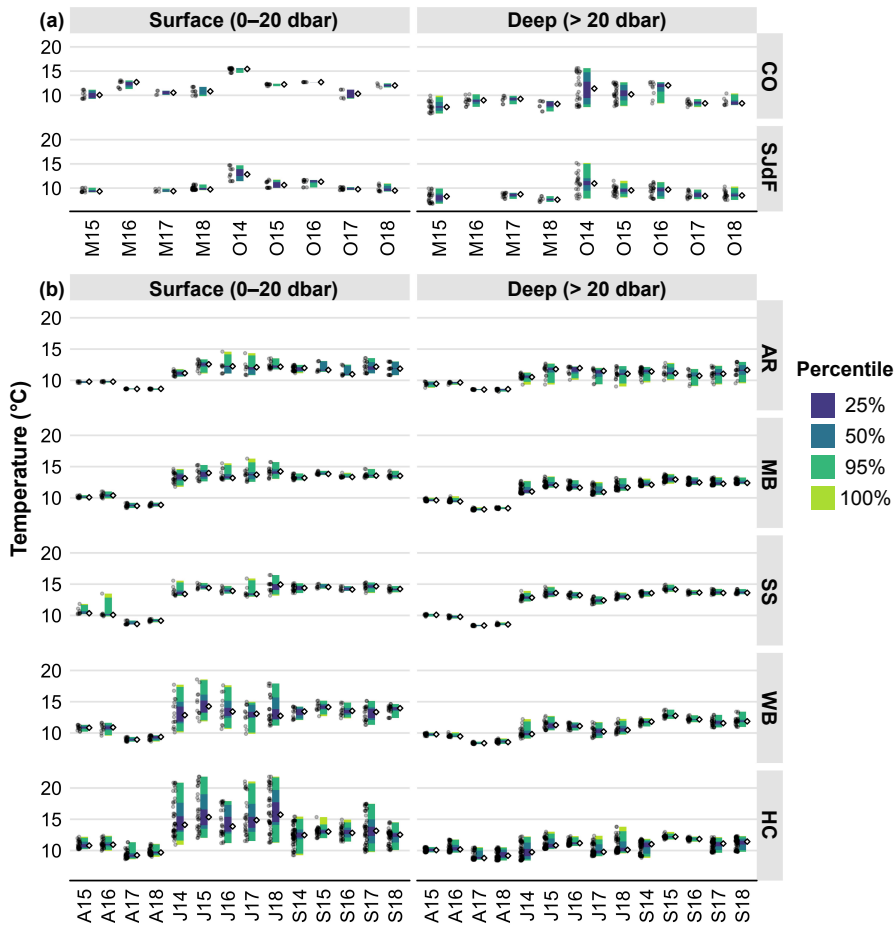 (a)
Surface (0–20 dbar)
Deep (> 20 dbar)
20
15
10
CO
20
15
10
SJdF
M15 M16 M17 M18 O14 O15 O16 O17 O18
M15 M16 M17 M18 O14 O15 O16 O17 O18
(b)
Surface (0–20 dbar)
Deep (> 20 dbar)
Temperature (°C)
20
15
10
AR
20
15
10
MB
20
15
10
SS
20
15
10
WB
20
15
10
HC
A15 A16 A17 A18 J14 J15 J16 J17 J18 S14 S15 S16 S17 S18
A15 A16 A17 A18 J14 J15 J16 J17 J18 S14 S15 S16 S17 S18
Percentile
25%
50%
95%
100%